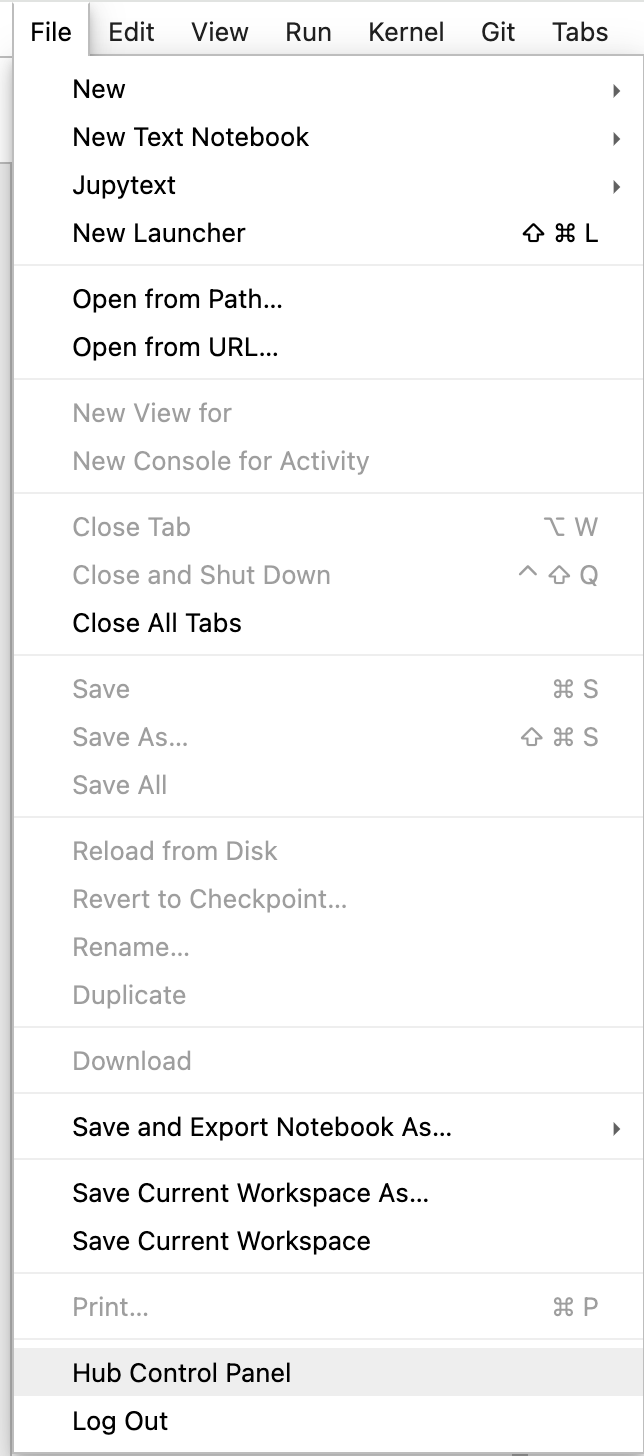 File Edit View Run Kernel Git Tabs
New
New Text Notebook
Jupytext
New Launcher ⇧ ⌘ L
Open from Path…
Open from URL…
New View for
New Console for Activity
Close Tab ⌥ W
Close and Shut Down ^ ⇧ Q
Close All Tabs
Save ⌘ S
Save As… ⇧ ⌘ S
Save All
Reload from Disk
Revert to Checkpoint…
Rename…
Duplicate
Download
Save and Export Notebook As…
Save Current Workspace As…
Save Current Workspace
Print… ⌘ P
Hub Control Panel
Log Out